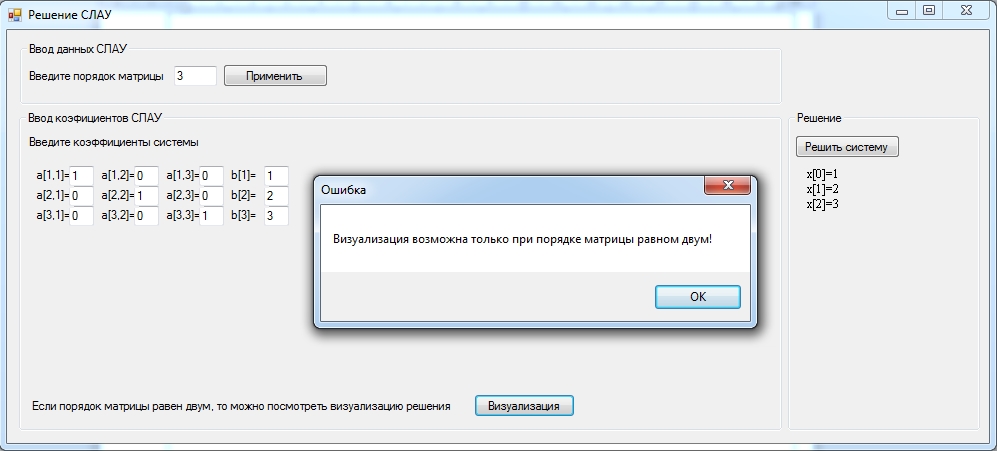 Решение СЛАУ
Ввод данных СЛАУ
Введите порядок матрицы 3 Применить
Ввод коэфициентов СЛАУ
Введите коэффициенты системы
a[1,1]= 1 a[1,2]= 0 a[1,3]= 0 b[1]= 1
a[2,1]= 0 a[2,2]= 1 a[2,3]= 0 b[2]= 2
a[3,1]= 0 a[3,2]= 0 a[3,3]= 1 b[3]= 3
Ошибка
Визуализация возможна только при порядке матрицы равном двум!
OK
Если порядок матрицы равен двум, то можно посмотреть визуализацию решения Визуализация
Решение
Решить систему
x[0]=1
x[1]=2
x[2]=3